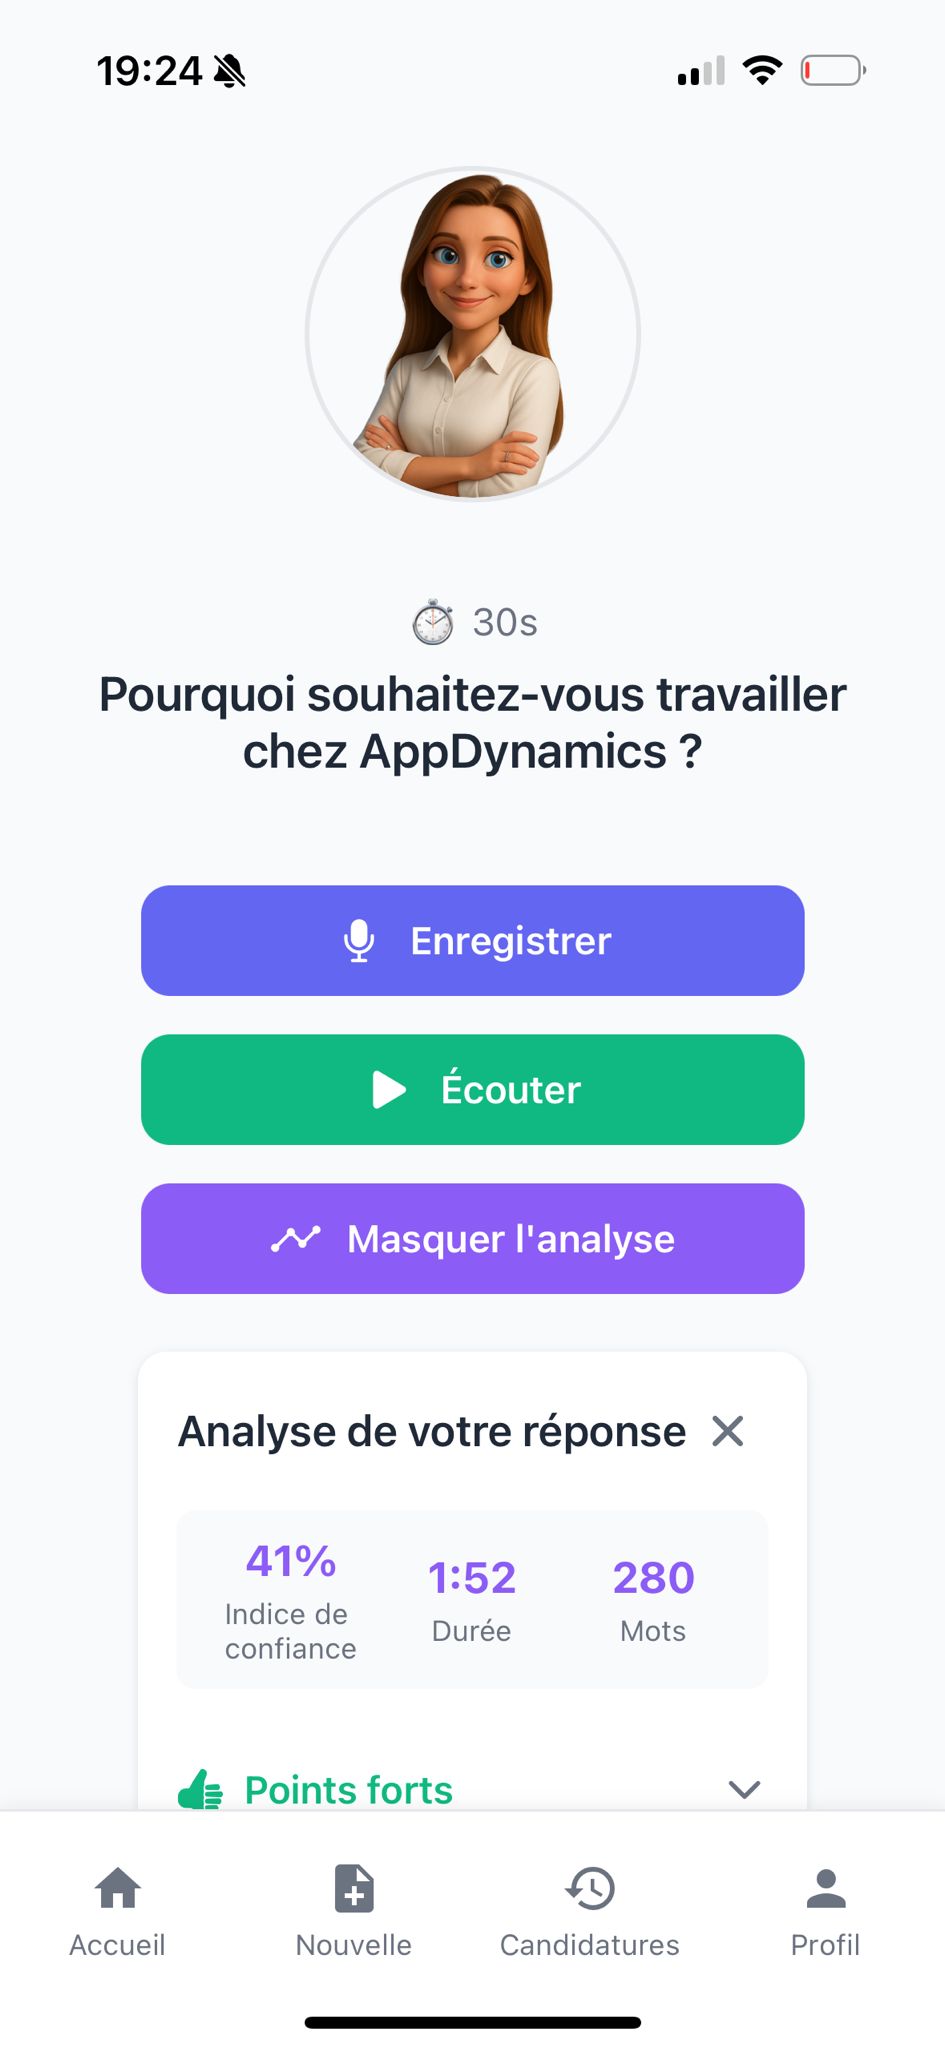 19:24
30s
Pourquoi souhaitez-vous travailler
chez AppDynamics ?
Enregistrer
Écouter
Masquer l'analyse
Analyse de votre réponse
41%
Indice de
confiance
1:52
Durée
280
Mots
Points forts
Accueil
Nouvelle
Candidatures
Profil